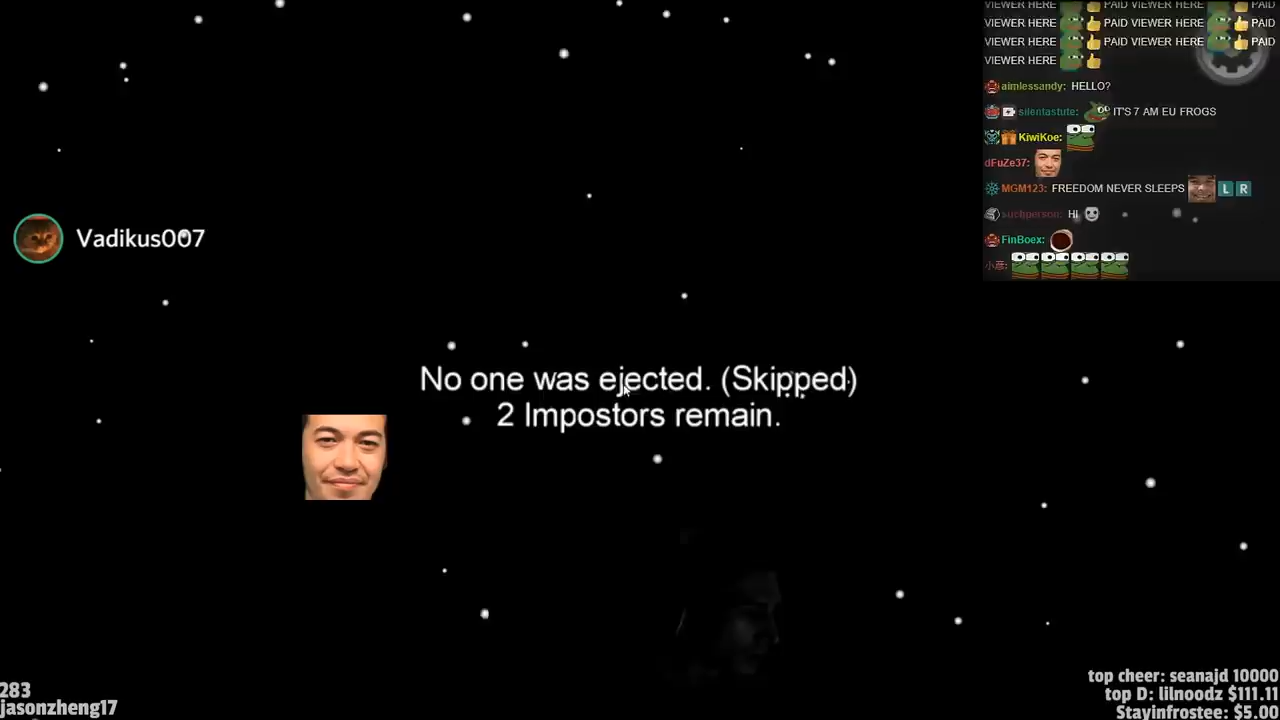 VIEWER HERE PAID VIEWER HERE PAID
VIEWER HERE PAID VIEWER HERE PAID
VIEWER HERE PAID VIEWER HERE PAID
VIEWER HERE
aimlessandy: HELLO?
silentastute: IT'S 7 AM EU FROGS
KiwiKoe:
dFuZe37:
MGM123: FREEDOM NEVER SLEEPS L R
suchperson: HI
FinBoex:
小彥:
Vadikus007
No one was ejected. (Skipped)
2 Impostors remain.
283
jasonzheng17
top cheer: seanajd 10000
top D: lilnoodz $111.11
Stayinfrostee: $5.00